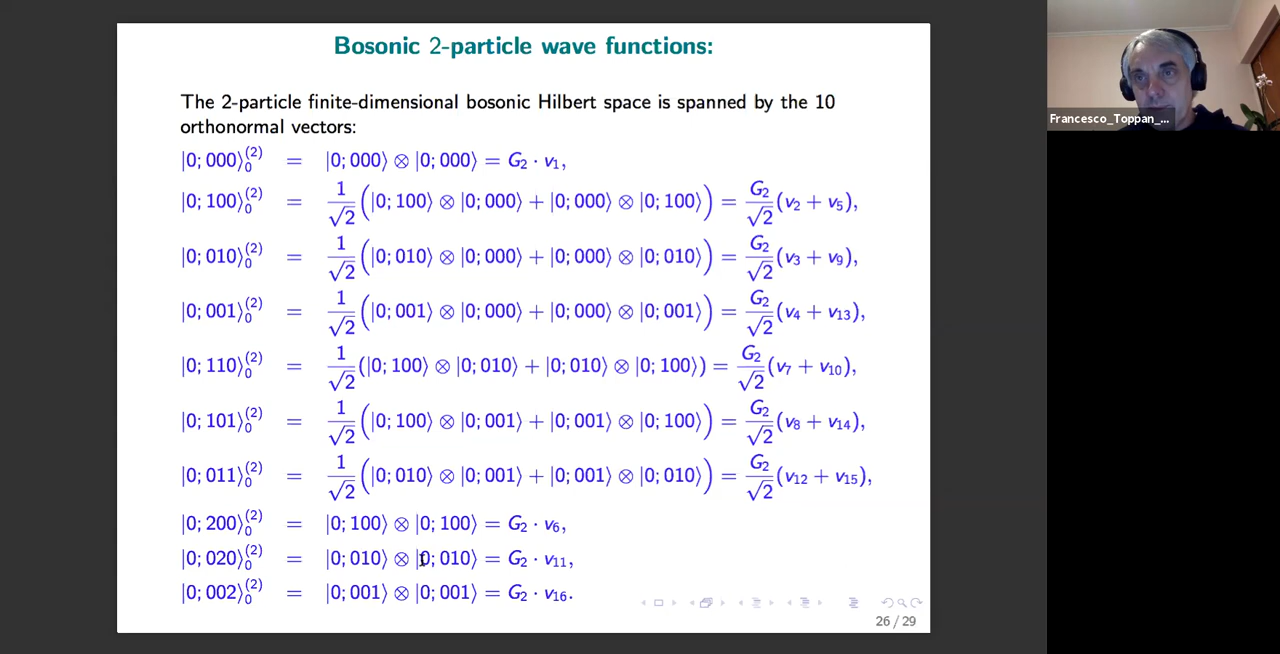 Bosonic 2-particle wave functions:
The 2-particle finite-dimensional bosonic Hilbert space is spanned by the 10
orthonormal vectors:
|0; 000⟩₀⁽²⁾ = |0; 000⟩ ⊗ |0; 000⟩ = G₂ · v₁,
|0; 100⟩₀⁽²⁾ = 1/√2 (|0; 100⟩ ⊗ |0; 000⟩ + |0; 000⟩ ⊗ |0; 100⟩) = G₂/√2 (v₂ + v₅),
|0; 010⟩₀⁽²⁾ = 1/√2 (|0; 010⟩ ⊗ |0; 000⟩ + |0; 000⟩ ⊗ |0; 010⟩) = G₂/√2 (v₃ + v₉),
|0; 001⟩₀⁽²⁾ = 1/√2 (|0; 001⟩ ⊗ |0; 000⟩ + |0; 000⟩ ⊗ |0; 001⟩) = G₂/√2 (v₄ + v₁₃),
|0; 110⟩₀⁽²⁾ = 1/√2 (|0; 100⟩ ⊗ |0; 010⟩ + |0; 010⟩ ⊗ |0; 100⟩) = G₂/√2 (v₇ + v₁₀),
|0; 101⟩₀⁽²⁾ = 1/√2 (|0; 100⟩ ⊗ |0; 001⟩ + |0; 001⟩ ⊗ |0; 100⟩) = G₂/√2 (v₈ + v₁₄),
|0; 011⟩₀⁽²⁾ = 1/√2 (|0; 010⟩ ⊗ |0; 001⟩ + |0; 001⟩ ⊗ |0; 010⟩) = G₂/√2 (v₁₂ + v₁₅),
|0; 200⟩₀⁽²⁾ = |0; 100⟩ ⊗ |0; 100⟩ = G₂ · v₆,
|0; 020⟩₀⁽²⁾ = |0; 010⟩ ⊗ |0; 010⟩ = G₂ · v₁₁,
|0; 002⟩₀⁽²⁾ = |0; 001⟩ ⊗ |0; 001⟩ = G₂ · v₁₆.
26 / 29
Francesco_Toppan_...